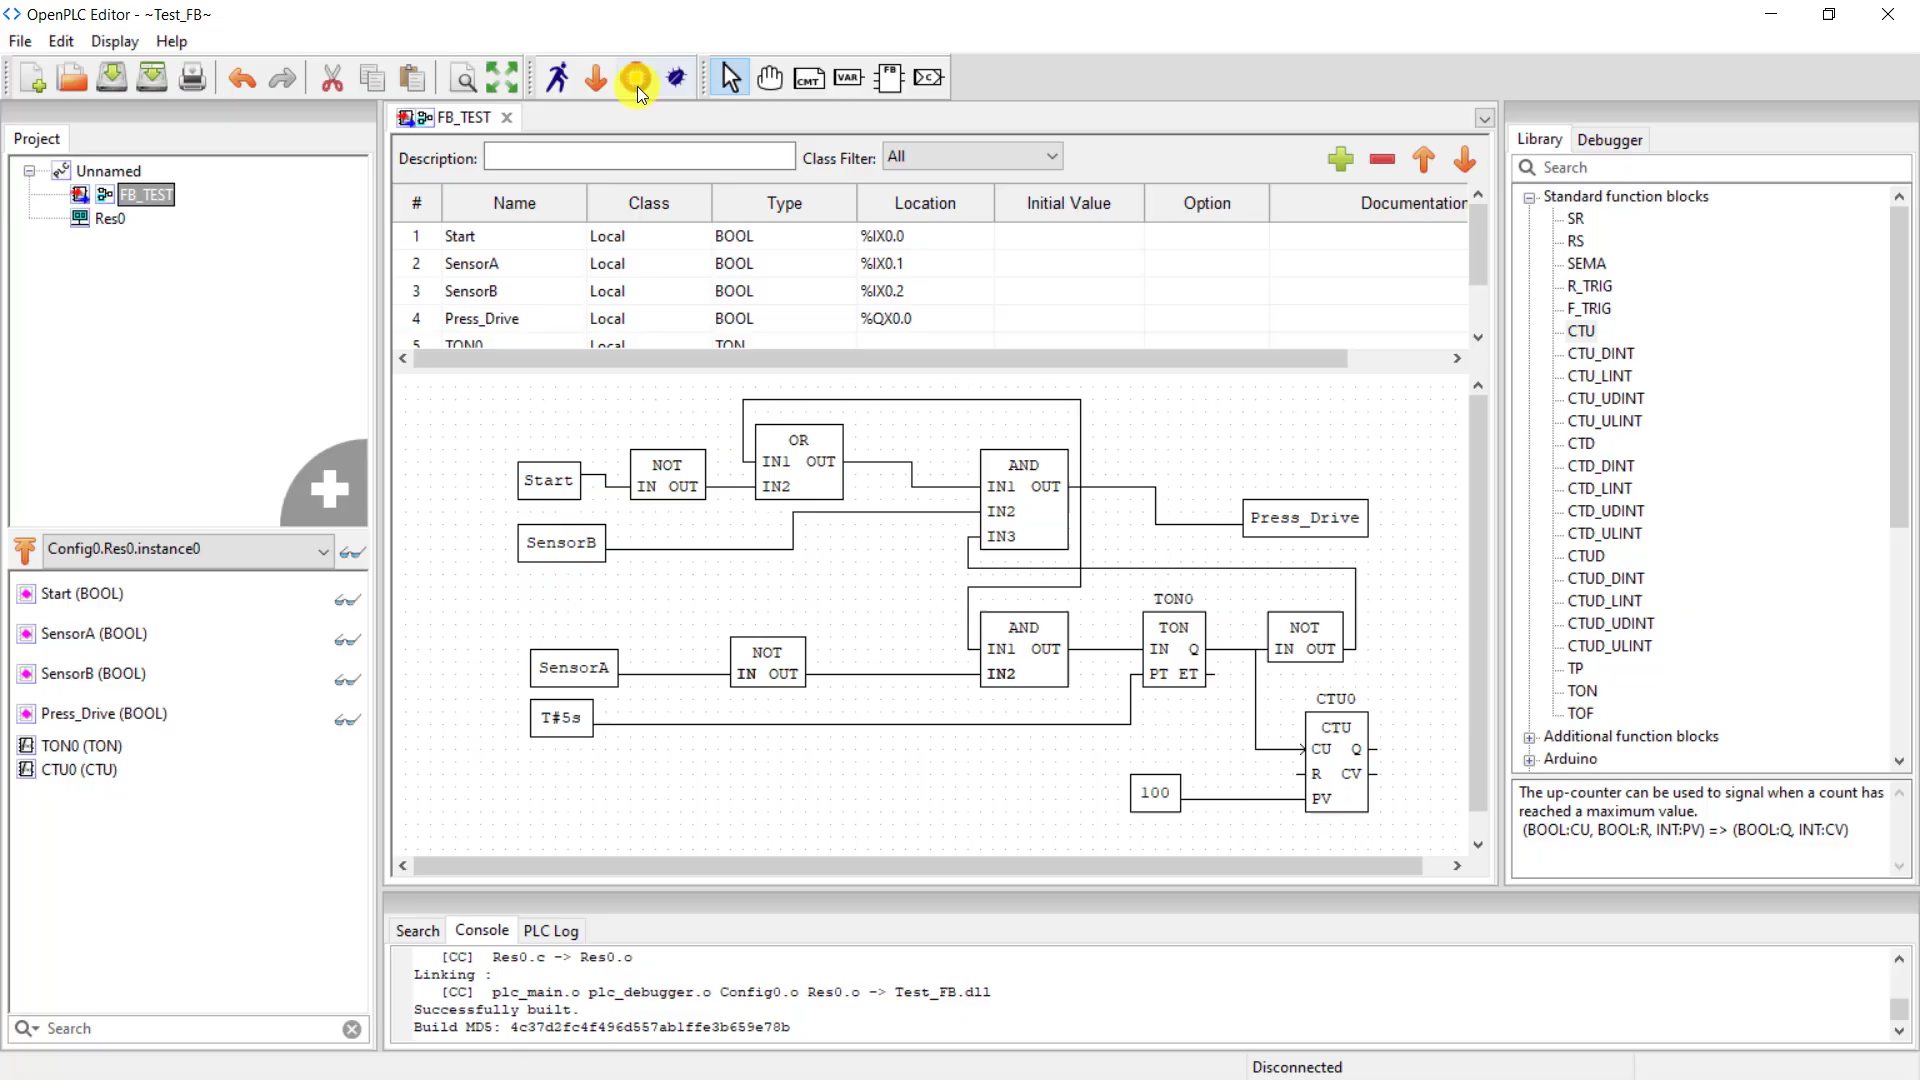 OpenPLC Editor - ~Test_FB~
File Edit Display Help
CMT VAR FB C
Project
Unnamed
FB_TEST
Res0
Config0.Res0.instance0
Start (BOOL)
SensorA (BOOL)
SensorB (BOOL)
Press_Drive (BOOL)
TON0 (TON)
CTU0 (CTU)
Search
FB_TEST
Description: Class Filter: All
# Name Class Type Location Initial Value Option Documentation
1 Start Local BOOL %IX0.0
2 SensorA Local BOOL %IX0.1
3 SensorB Local BOOL %IX0.2
4 Press_Drive Local BOOL %QX0.0
5 TON0 Local TON
OR
IN1 OUT
IN2
Start
NOT
IN OUT
AND
IN1 OUT
IN2
IN3
Press_Drive
SensorB
TON0
AND
IN1 OUT
IN2
TON
IN Q
PT ET
NOT
IN OUT
SensorA
NOT
IN OUT
T#5s
CTU0
CTU
CU Q
R CV
PV
100
Search Console PLC Log
[CC] Res0.c -> Res0.o
Linking :
[CC] plc_main.o plc_debugger.o Config0.o Res0.o -> Test_FB.dll
Successfully built.
Build MD5: 4c37d2fc4f496d557ab1ffe3b659e78b
Library Debugger
Search
Standard function blocks
SR
RS
SEMA
R_TRIG
F_TRIG
CTU
CTU_DINT
CTU_LINT
CTU_UDINT
CTU_ULINT
CTD
CTD_DINT
CTD_LINT
CTD_UDINT
CTD_ULINT
CTUD
CTUD_DINT
CTUD_LINT
CTUD_UDINT
CTUD_ULINT
TP
TON
TOF
Additional function blocks
Arduino
The up-counter can be used to signal when a count has
reached a maximum value.
(BOOL:CU, BOOL:R, INT:PV) => (BOOL:Q, INT:CV)
Disconnected